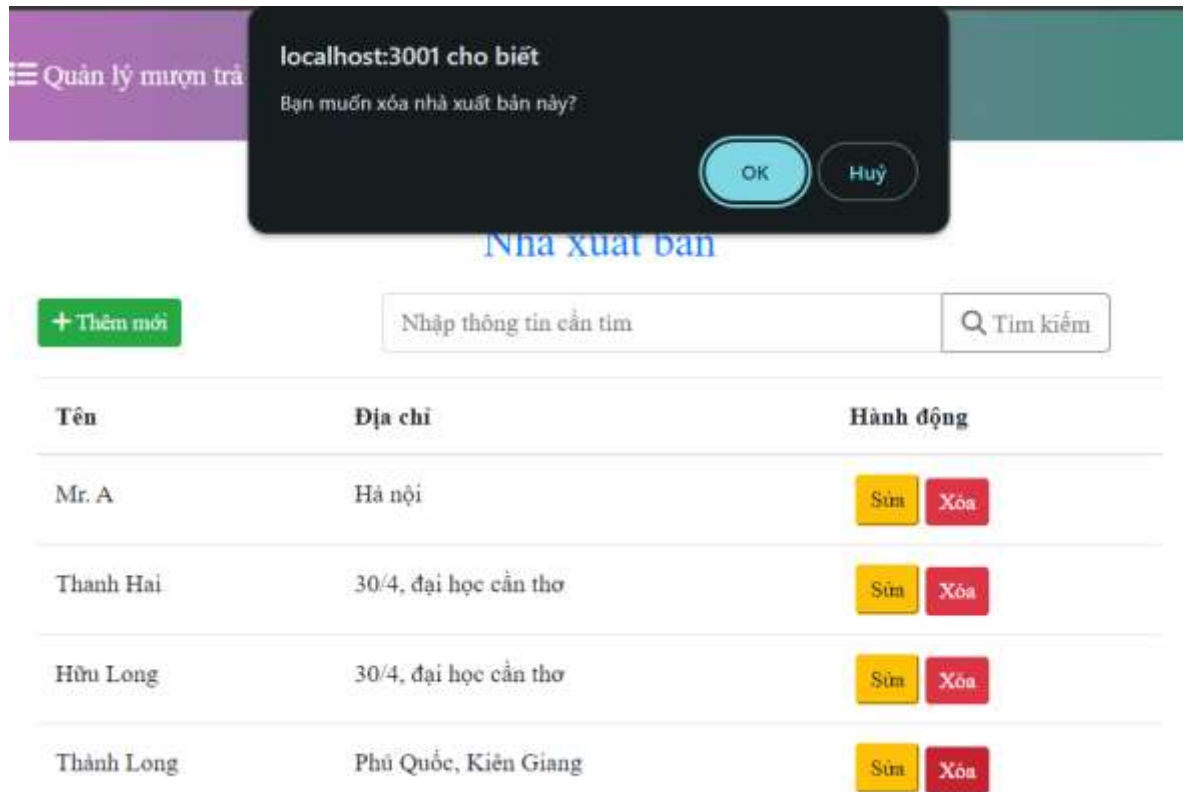 localhost:3001 cho biết
Bạn muốn xóa nhà xuất bản này?
OK Huỷ
Quản lý mượn trả
Nhà xuất bản
+ Thêm mới Nhập thông tin cần tìm Tìm kiếm
Tên Địa chỉ Hành động
Mr. A Hà nội Sửa Xóa
Thanh Hai 30/4, đại học cần thơ Sửa Xóa
Hữu Long 30/4, đại học cần thơ Sửa Xóa
Thành Long Phú Quốc, Kiên Giang Sửa Xóa